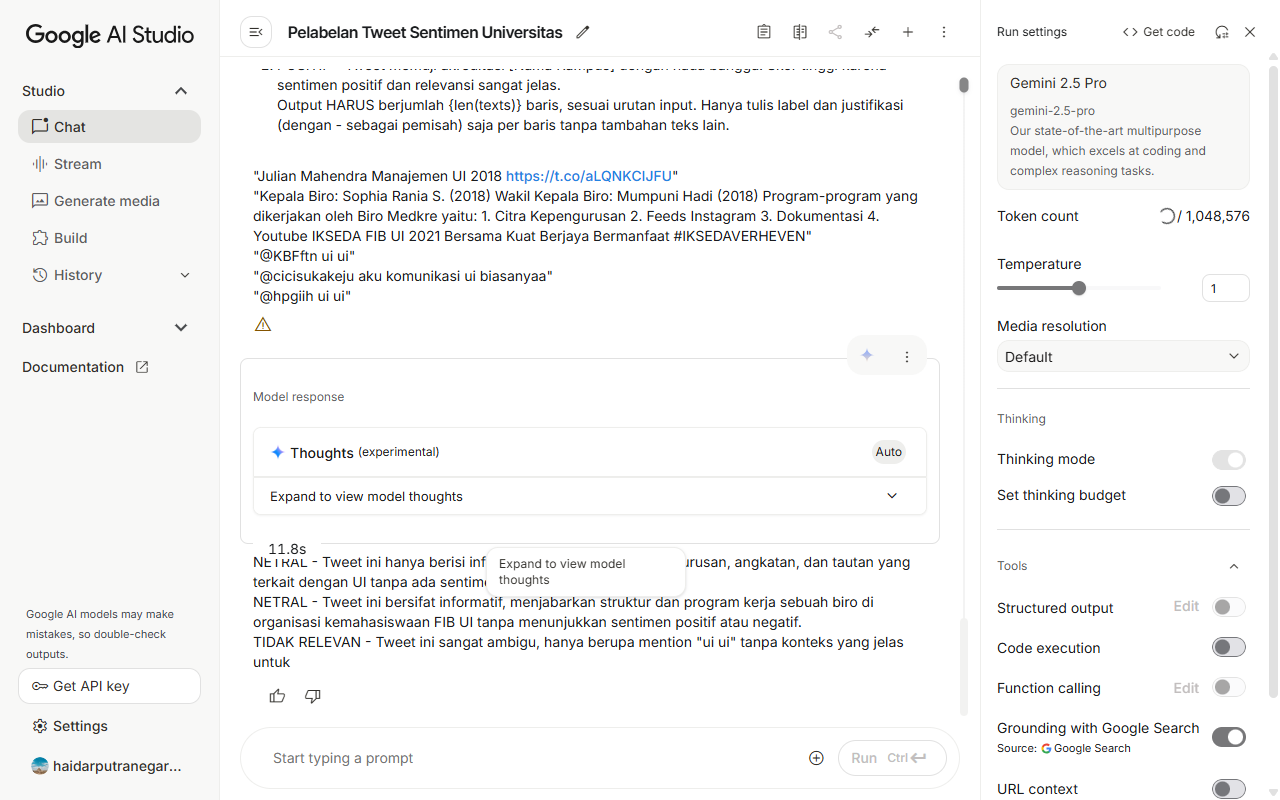 Google AI Studio
Studio
Chat
Stream
Generate media
Build
History
Dashboard
Documentation
Google AI models may make
mistakes, so double-check
outputs.
Get API key
Settings
haidarputranegar...
Pelabelan Tweet Sentimen Universitas
sentimen positif dan relevansi sangat jelas.
Output HARUS berjumlah {len(texts)} baris, sesuai urutan input. Hanya tulis label dan justifikasi
(dengan - sebagai pemisah) saja per baris tanpa tambahan teks lain.
"Julian Mahendra Manajemen UI 2018 https://t.co/aLQNKCIJFU"
"Kepala Biro: Sophia Rania S. (2018) Wakil Kepala Biro: Mumpuni Hadi (2018) Program-program yang
dikerjakan oleh Biro Medkre yaitu: 1. Citra Kepengurusan 2. Feeds Instagram 3. Dokumentasi 4.
Youtube IKSEDA FIB UI 2021 Bersama Kuat Berjaya Bermanfaat #IKSEDAVERHEVEN"
"@KBFftn ui ui"
"@cicisukakeju aku komunikasi ui biasanyaa"
"@hpgiih ui ui"
Model response
Thoughts (experimental)
Auto
Expand to view model thoughts
11.8s
Expand to view model
thoughts
NETRAL - Tweet ini hanya berisi inf urusan, angkatan, dan tautan yang
terkait dengan UI tanpa ada sentime
NETRAL - Tweet ini bersifat informatif, menjabarkan struktur dan program kerja sebuah biro di
organisasi kemahasiswaan FIB UI tanpa menunjukkan sentimen positif atau negatif.
TIDAK RELEVAN - Tweet ini sangat ambigu, hanya berupa mention "ui ui" tanpa konteks yang jelas
untuk
Start typing a prompt
Run Ctrl
Run settings
Get code
Gemini 2.5 Pro
gemini-2.5-pro
Our state-of-the-art multipurpose
model, which excels at coding and
complex reasoning tasks.
Token count
/ 1,048,576
Temperature
1
Media resolution
Default
Thinking
Thinking mode
Set thinking budget
Tools
Structured output
Edit
Code execution
Function calling
Edit
Grounding with Google Search
Source: Google Search
URL context